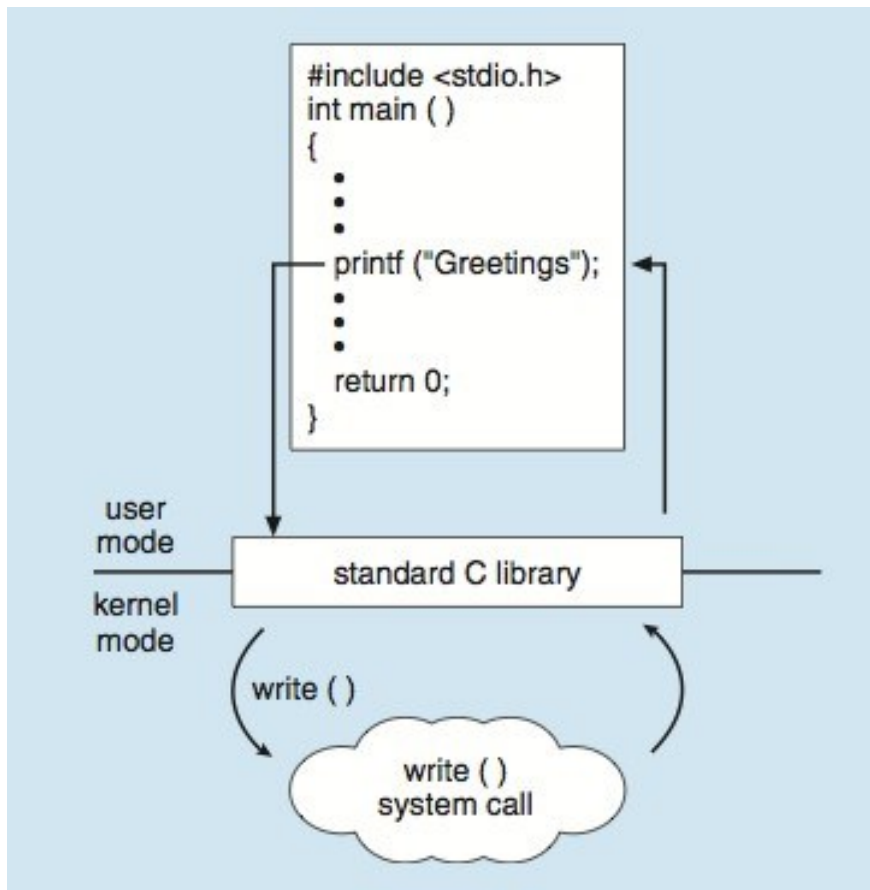 #include <stdio.h>
int main ( )
{
•
•
•
printf ("Greetings");
•
•
•
return 0;
}
user
mode
standard C library
kernel
mode
write ( )
write ( )
system call